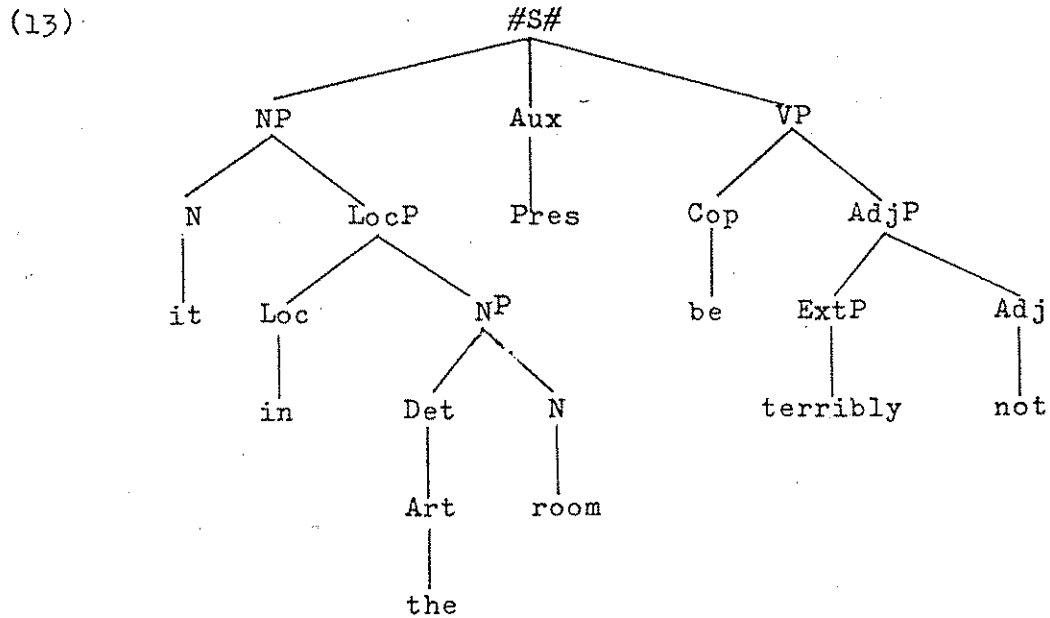 (13) #S#
NP Aux VP
N LocP Pres Cop AdjP
it Loc NP be ExtP Adj
in Det N terribly not
Art room
the